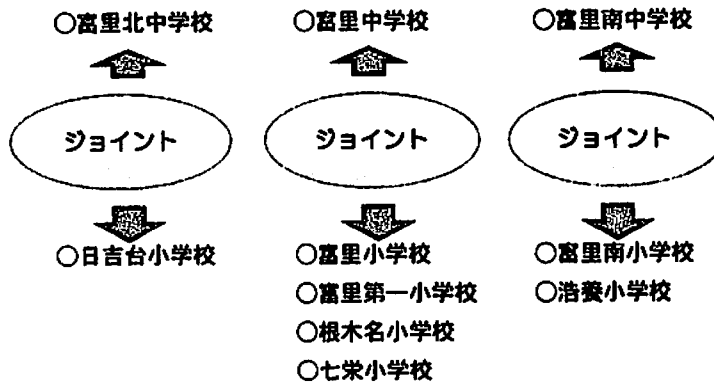 ○富里北中学校
○富里中学校
○富里南中学校
ジョイント
ジョイント
ジョイント
○日吉台小学校
○富里小学校
○富里第一小学校
○根木名小学校
○七栄小学校
○富里南小学校
○浩養小学校